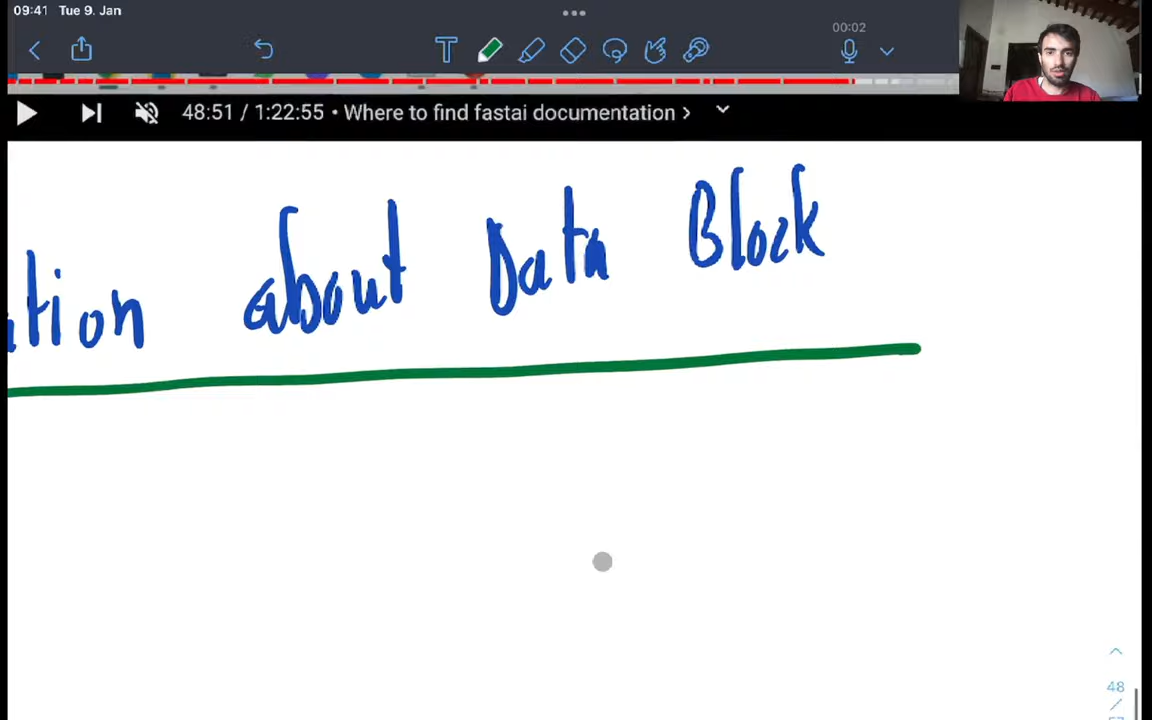 09:41 Tue 9. Jan
00:02
48:51 / 1:22:55 • Where to find fastai documentation
ation about Data Block
48